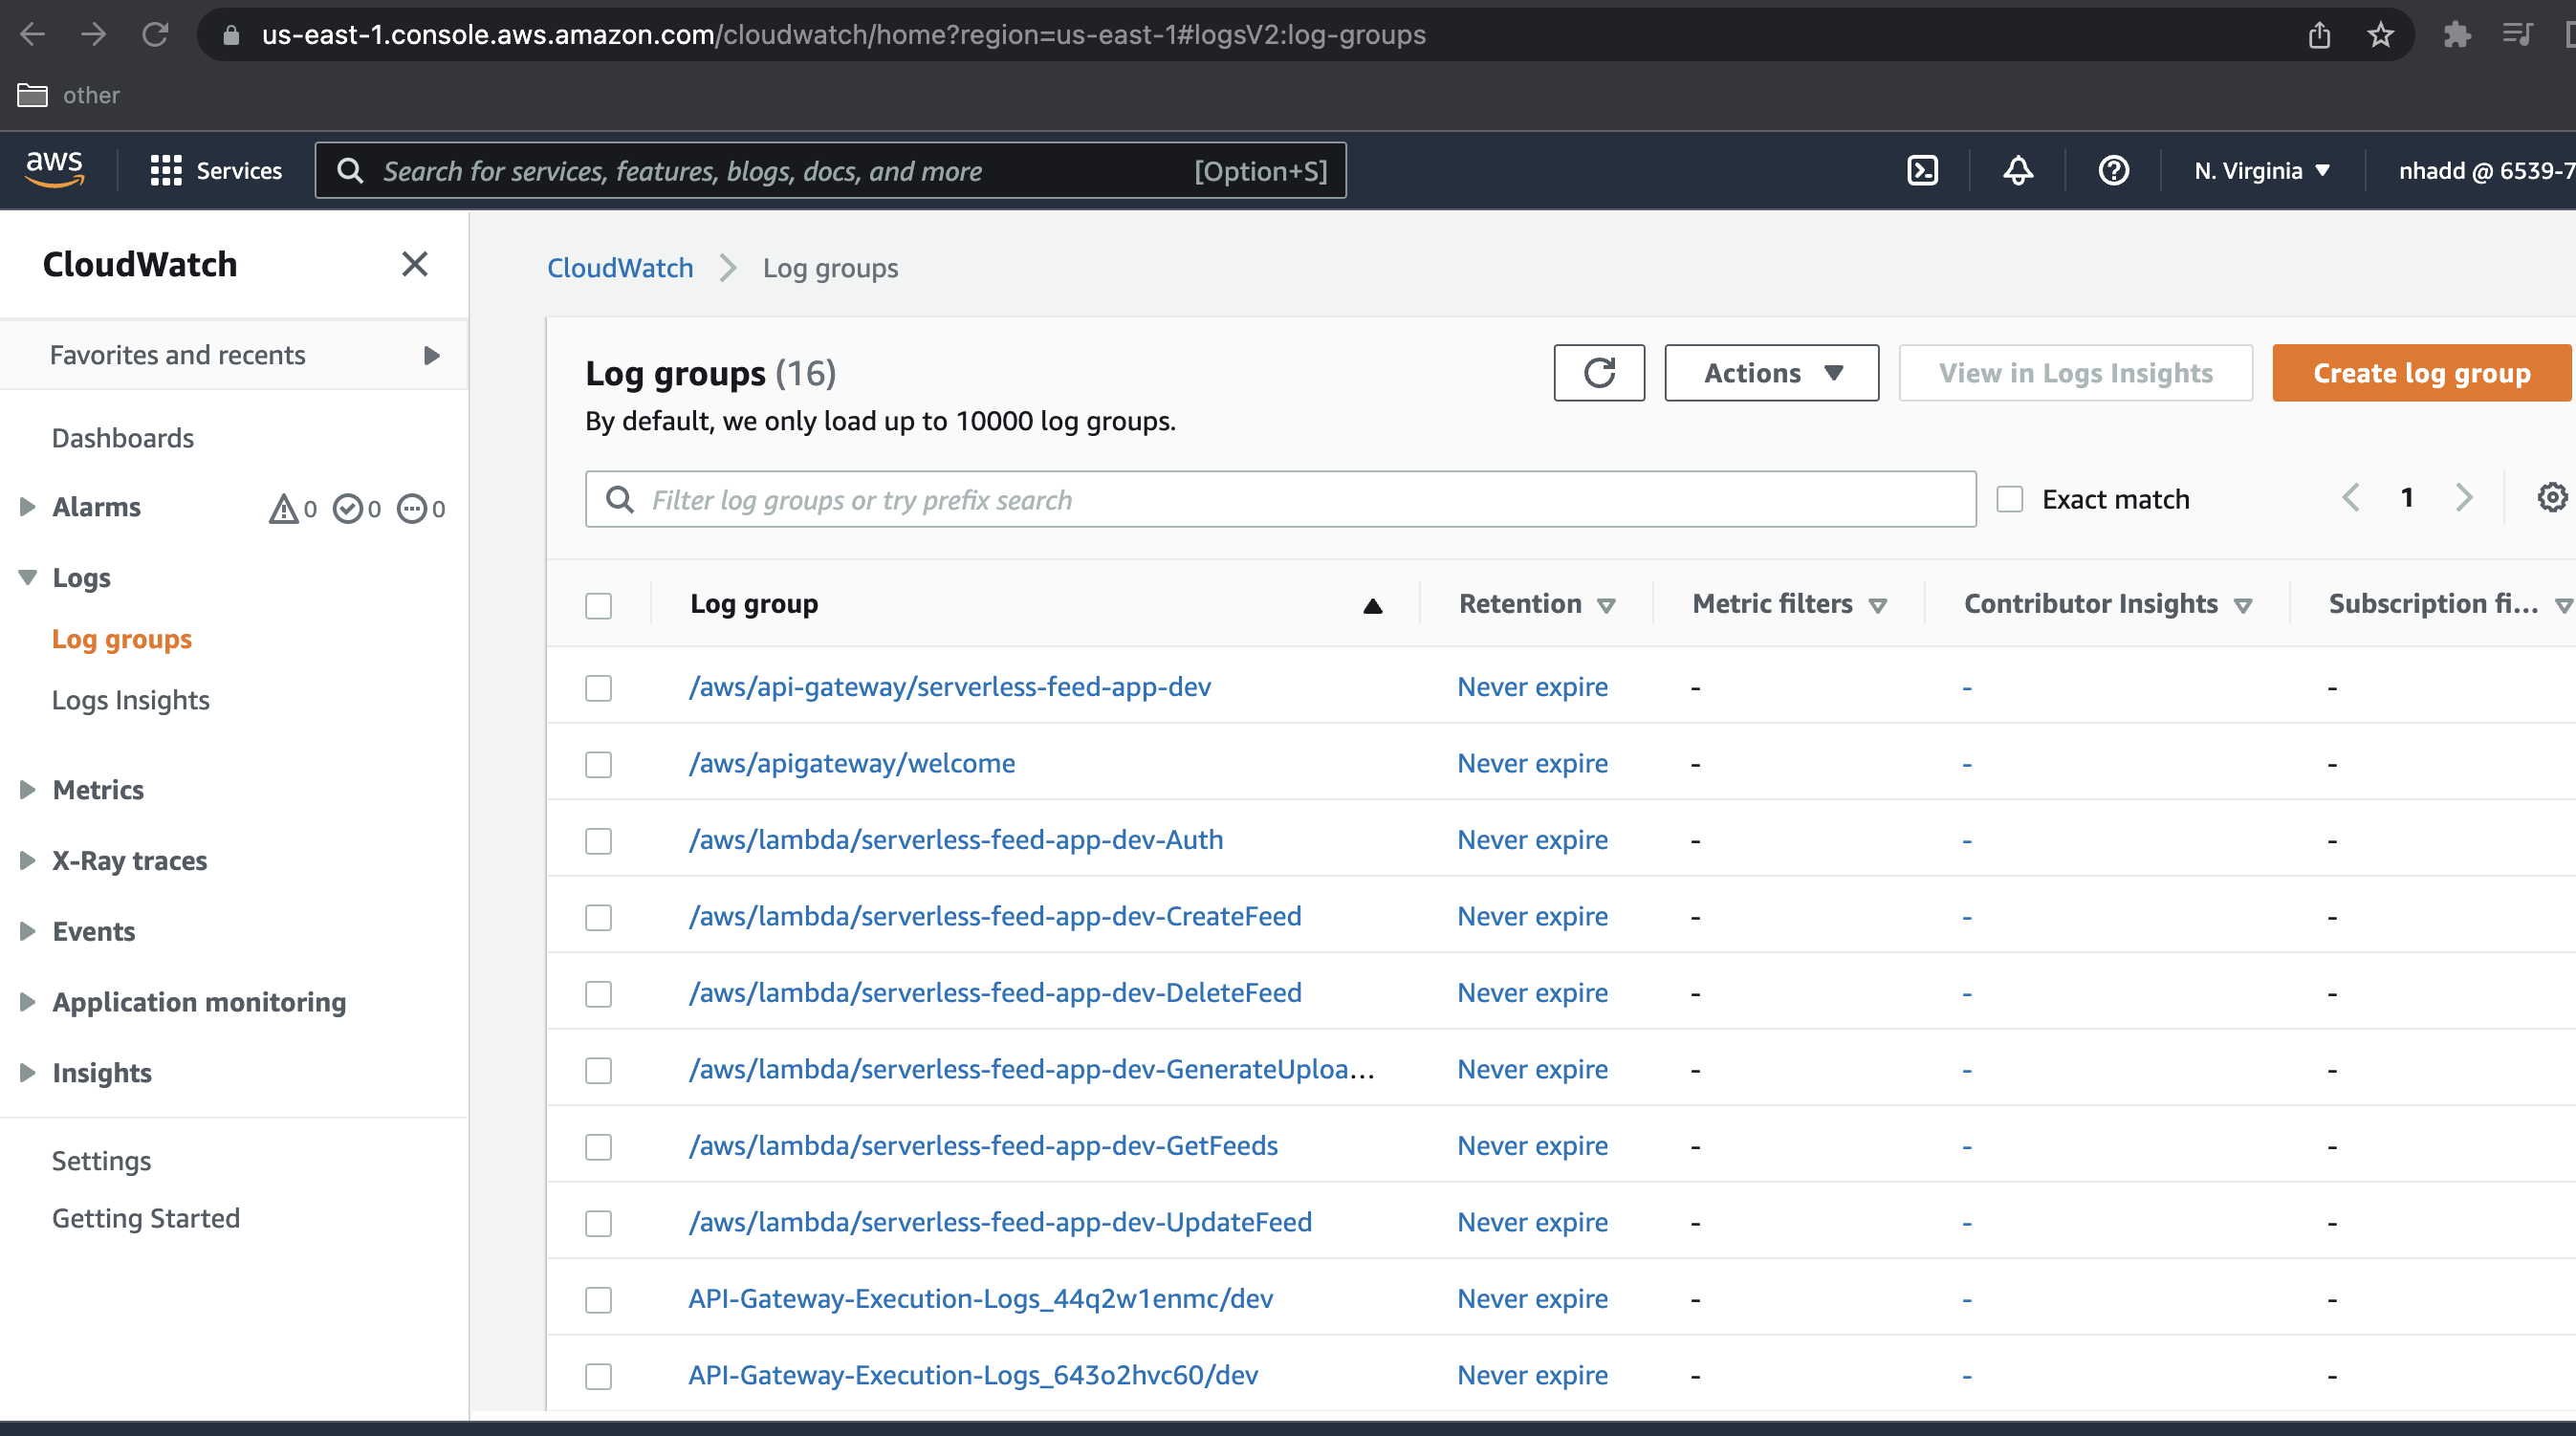 us-east-1.console.aws.amazon.com/cloudwatch/home?region=us-east-1#logsV2:log-groups
other
aws Services Search for services, features, blogs, docs, and more [Option+S] N. Virginia nhadd @ 6539-7
CloudWatch
Favorites and recents
Dashboards
Alarms 0 0 0
Logs
Log groups
Logs Insights
Metrics
X-Ray traces
Events
Application monitoring
Insights
Settings
Getting Started
CloudWatch Log groups
Log groups (16)
By default, we only load up to 10000 log groups.
Actions View in Logs Insights Create log group
Filter log groups or try prefix search Exact match 1
Log group Retention Metric filters Contributor Insights Subscription fi...
/aws/api-gateway/serverless-feed-app-dev Never expire - - -
/aws/apigateway/welcome Never expire - - -
/aws/lambda/serverless-feed-app-dev-Auth Never expire - - -
/aws/lambda/serverless-feed-app-dev-CreateFeed Never expire - - -
/aws/lambda/serverless-feed-app-dev-DeleteFeed Never expire - - -
/aws/lambda/serverless-feed-app-dev-GenerateUploa... Never expire - - -
/aws/lambda/serverless-feed-app-dev-GetFeeds Never expire - - -
/aws/lambda/serverless-feed-app-dev-UpdateFeed Never expire - - -
API-Gateway-Execution-Logs_44q2w1enmc/dev Never expire - - -
API-Gateway-Execution-Logs_643o2hvc60/dev Never expire - - -